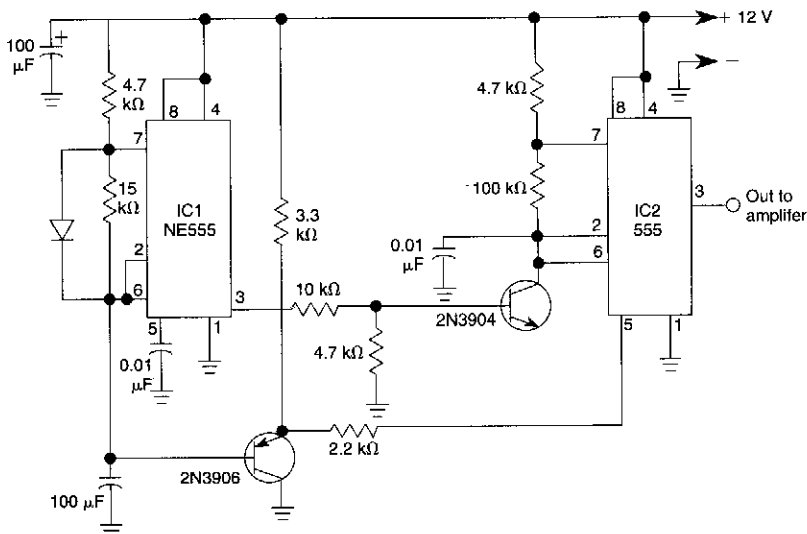 + 12 V
100
μF
+
4.7
kΩ
8
4
7
15
kΩ
IC1
NE555
2
6
3
5
1
0.01
μF
3.3
kΩ
10 kΩ
4.7 kΩ
2N3904
4.7 kΩ
100 kΩ
0.01
μF
8
4
7
IC2
555
2
6
3
5
1
Out to
amplifer
−
2.2 kΩ
2N3906
100 μF